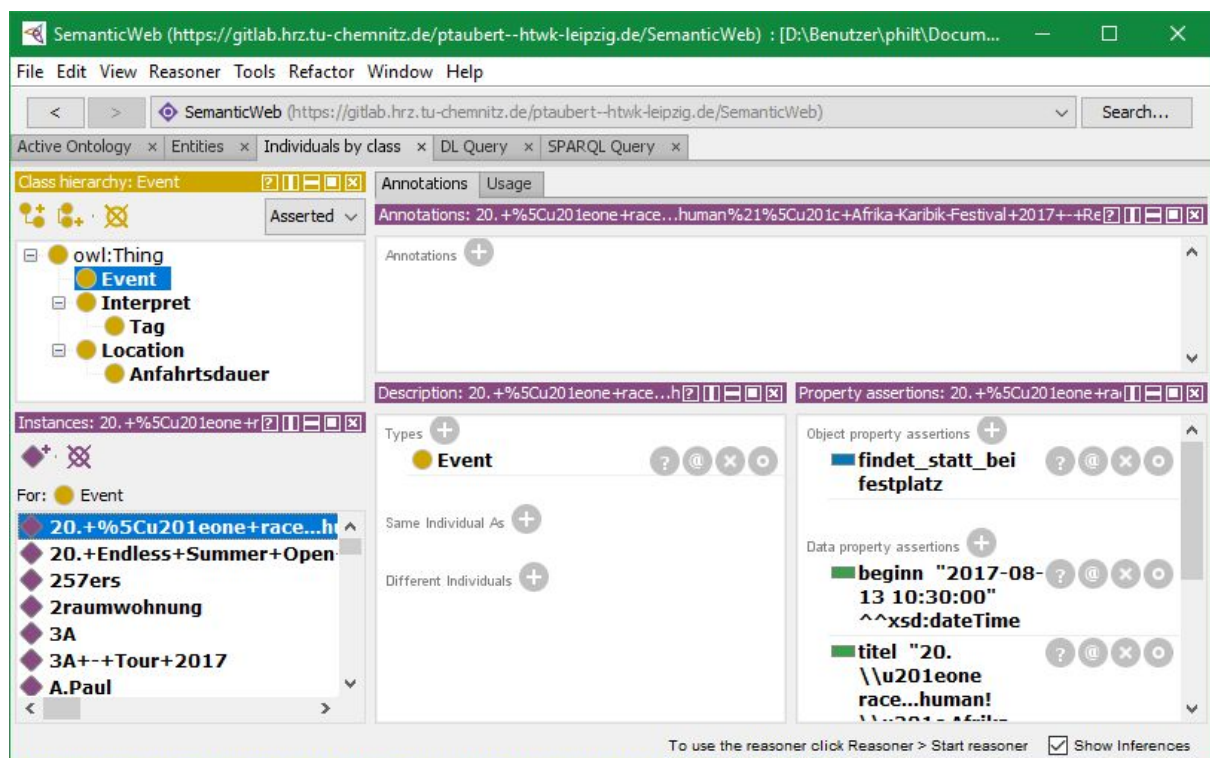 SemanticWeb (https://gitlab.hrz.tu-chemnitz.de/ptaubert--htwk-leipzig.de/SemanticWeb) : [D:\Benutzer\philt\Docum...
File Edit View Reasoner Tools Refactor Window Help
< > SemanticWeb (https://gitlab.hrz.tu-chemnitz.de/ptaubert--htwk-leipzig.de/SemanticWeb) Search...
Active Ontology × Entities × Individuals by class × DL Query × SPARQL Query ×
Class hierarchy: Event
Asserted
owl:Thing
Event
Interpret
Tag
Location
Anfahrtsdauer
Instances: 20.+%5Cu201eone+r
For: Event
20.+%5Cu201eone+race...hu
20.+Endless+Summer+Open
257ers
2raumwohnung
3A
3A+-+Tour+2017
A.Paul
Annotations Usage
Annotations: 20.+%5Cu201eone+race...human%21%5Cu201c+Afrika-Karibik-Festival+2017+-+Re
Annotations
Description: 20.+%5Cu201eone+race...h
Types
Event
Same Individual As
Different Individuals
Property assertions: 20.+%5Cu201eone+ra
Object property assertions
findet_statt_bei
festplatz
Data property assertions
beginn "2017-08-
13 10:30:00"
^^xsd:dateTime
titel "20.
\\u201eone
race...human!
To use the reasoner click Reasoner > Start reasoner Show Inferences